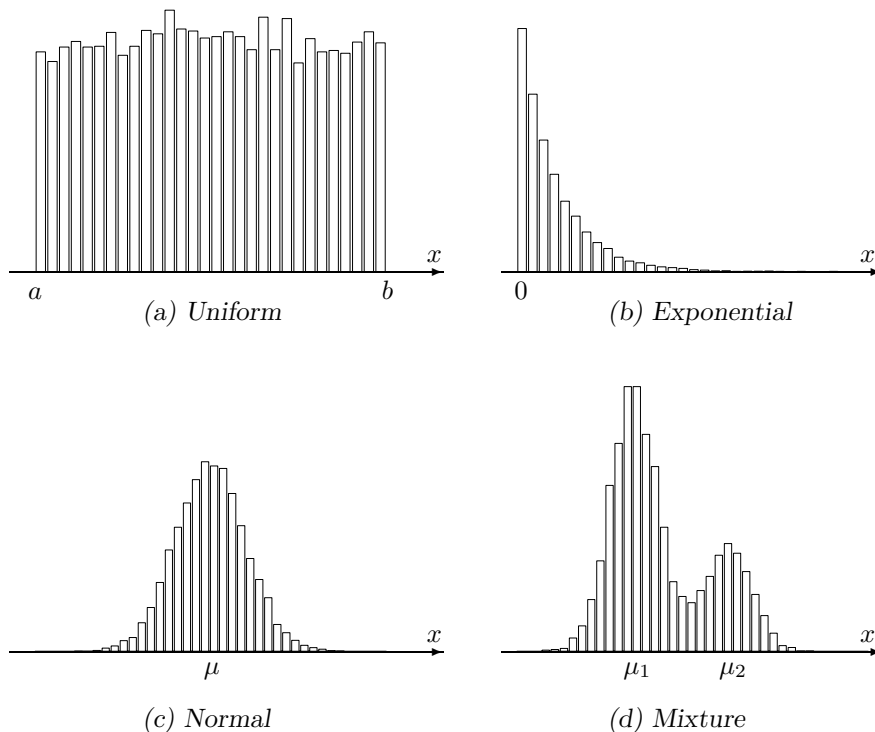 x
a b
(a) Uniform
x
0
(b) Exponential
x
μ
(c) Normal
x
μ₁ μ₂
(d) Mixture